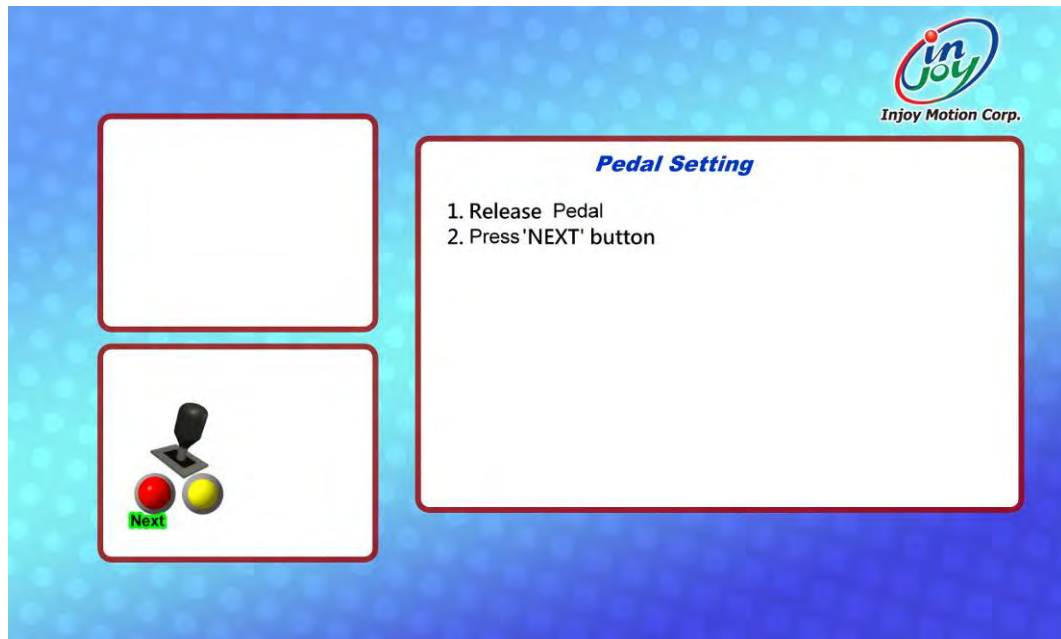 in
joy
Injoy Motion Corp.
Pedal Setting
1. Release Pedal
2. Press 'NEXT' button
Next